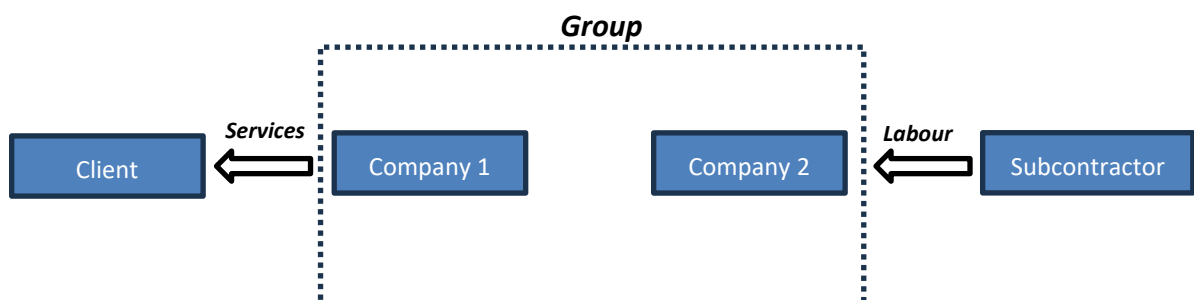 Group
Services
Labour
Client
Company 1
Company 2
Subcontractor